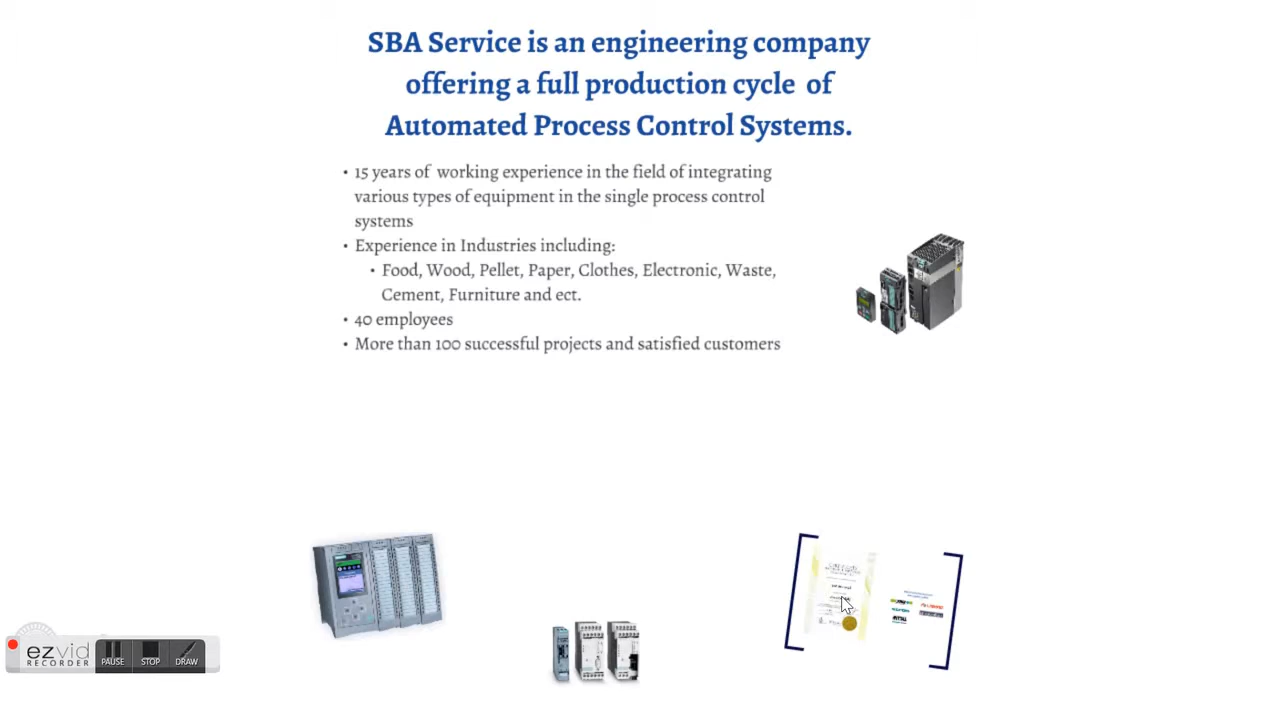 SBA Service is an engineering company
offering a full production cycle of
Automated Process Control Systems.
• 15 years of working experience in the field of integrating
various types of equipment in the single process control
systems
• Experience in Industries including:
• Food, Wood, Pellet, Paper, Clothes, Electronic, Waste,
Cement, Furniture and ect.
• 40 employees
• More than 100 successful projects and satisfied customers
ezvid
RECORDER
PAUSE
STOP
DRAW